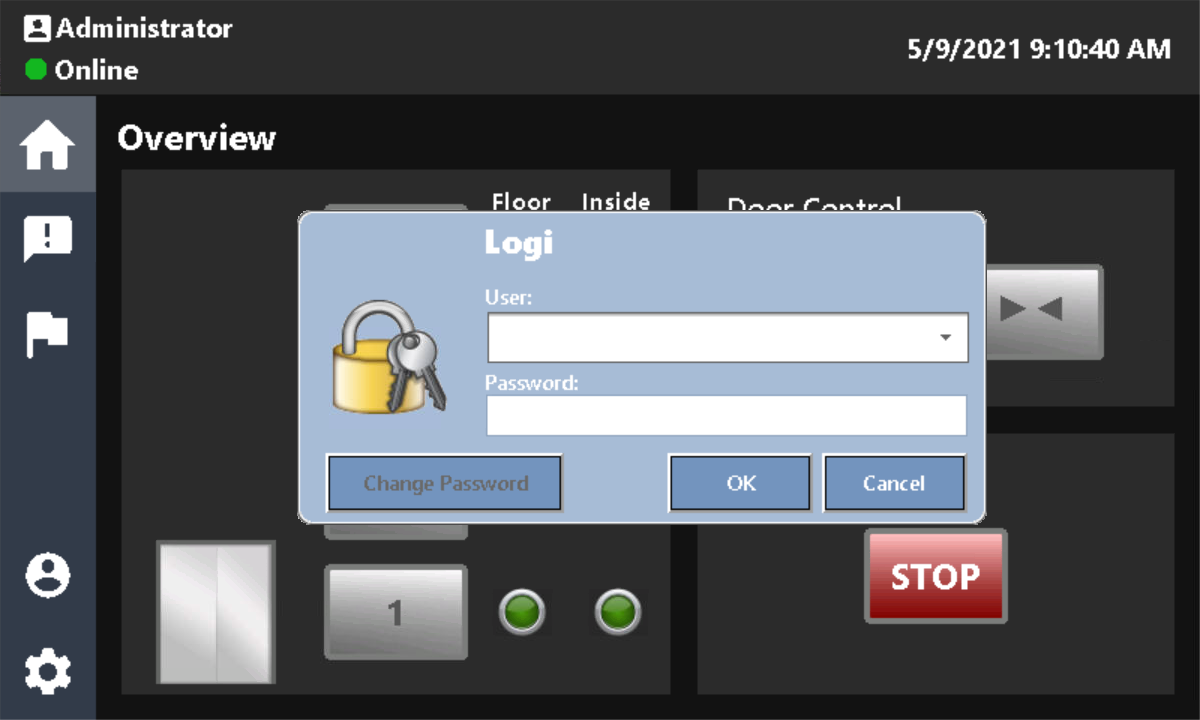 Administrator
Online
5/9/2021 9:10:40 AM
Overview
Floor Inside
Door Control
Logi
User:
Password:
Change Password
OK
Cancel
STOP
1